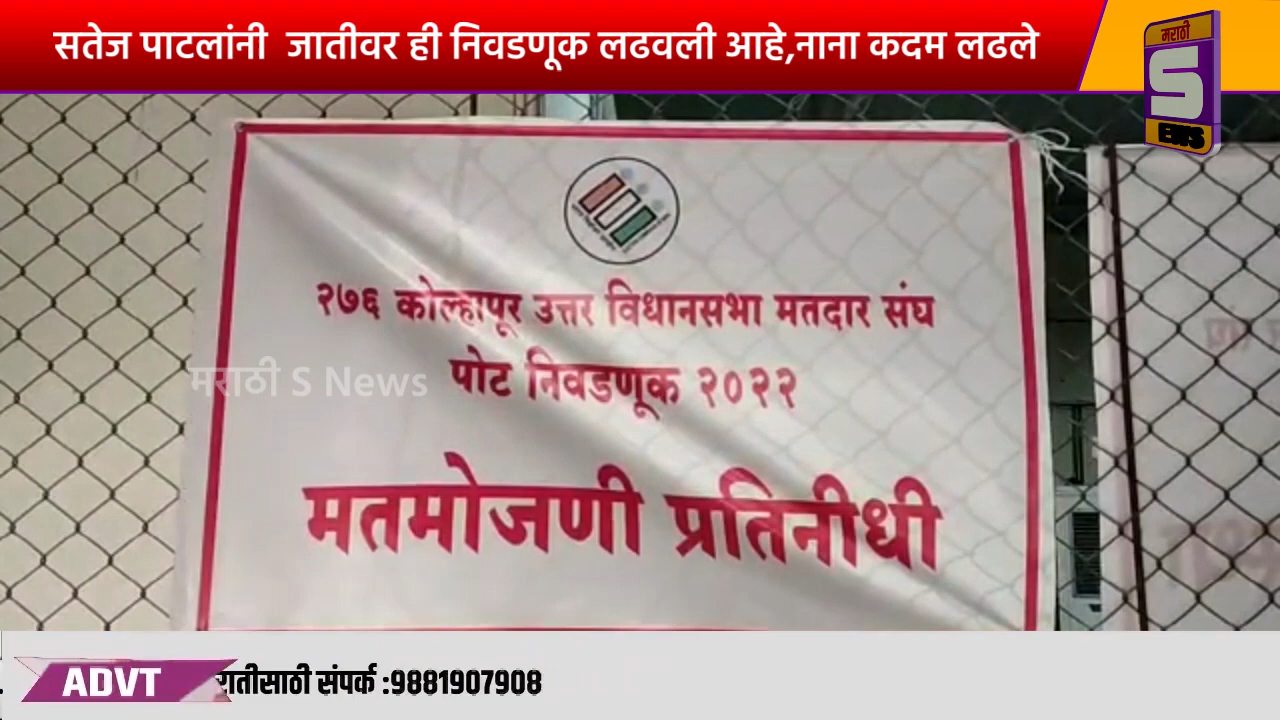 सतेज पाटलांनी जातीवर ही निवडणूक लढवली आहे,नाना कदम लढले
मराठी
S
EWS
२७६ कोल्हापूर उत्तर विधानसभा मतदार संघ
पोट निवडणूक २०२२
मराठी S News
मतमोजणी प्रतिनीधी
ADVT
रातीसाठी संपर्क :9881907908